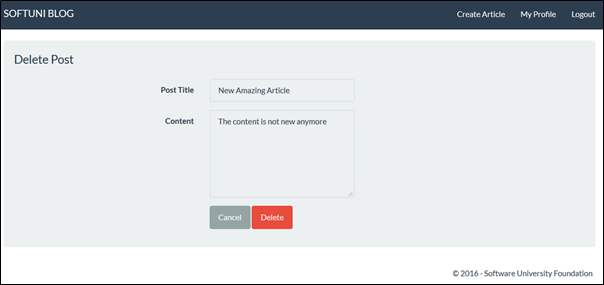 SOFTUNI BLOG Create Article My Profile Logout
Delete Post
Post Title New Amazing Article
Content The content is not new anymore
Cancel Delete
© 2016 - Software University Foundation